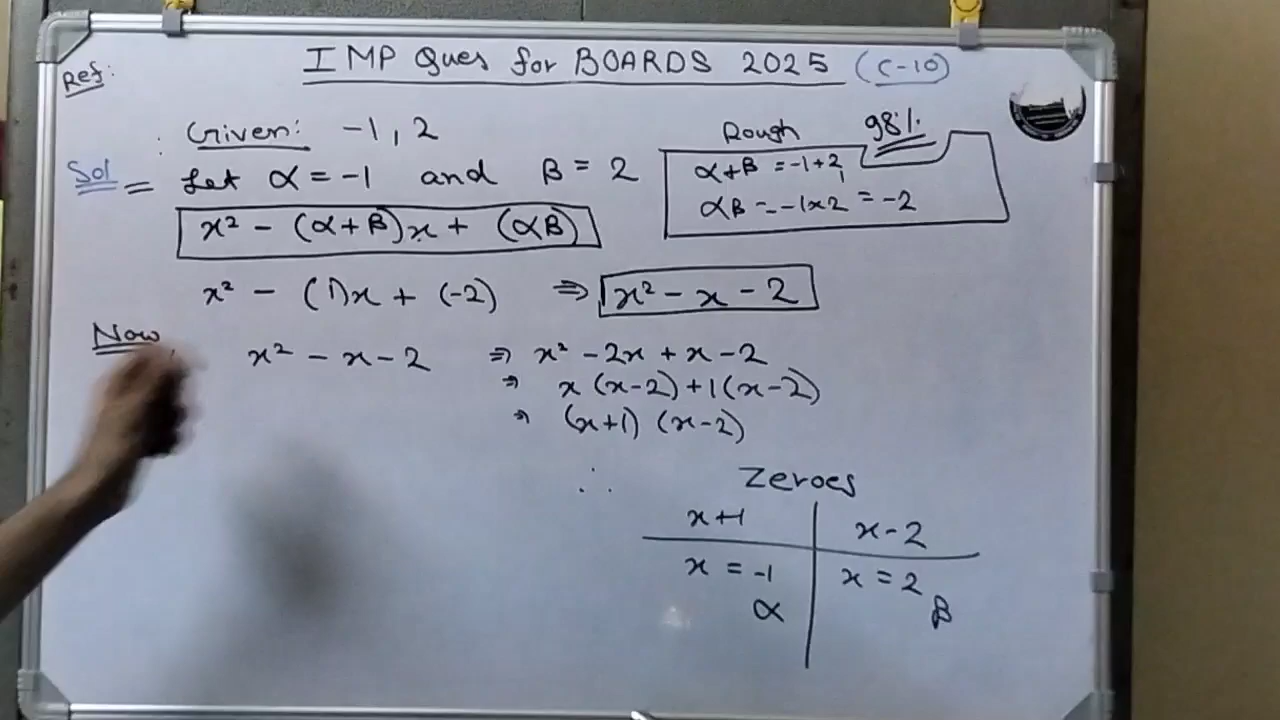 IMP Ques for BOARDS 2025 (C-10)
Ref:
Given: -1, 2
Rough 98%
Sol = Let α = -1 and β = 2
α+β = -1+2, 1
αβ = -1x2 = -2
x² - (α+β)x + (αβ)
x² - (1)x + (-2) ⇒ x² - x - 2
Now,
x² - x - 2 ⇒ x² - 2x + x - 2
⇒ x (x-2) + 1(x-2)
⇒ (x+1) (x-2)
∴ Zeroes
x+1 x-2
x = -1 x = 2
α β